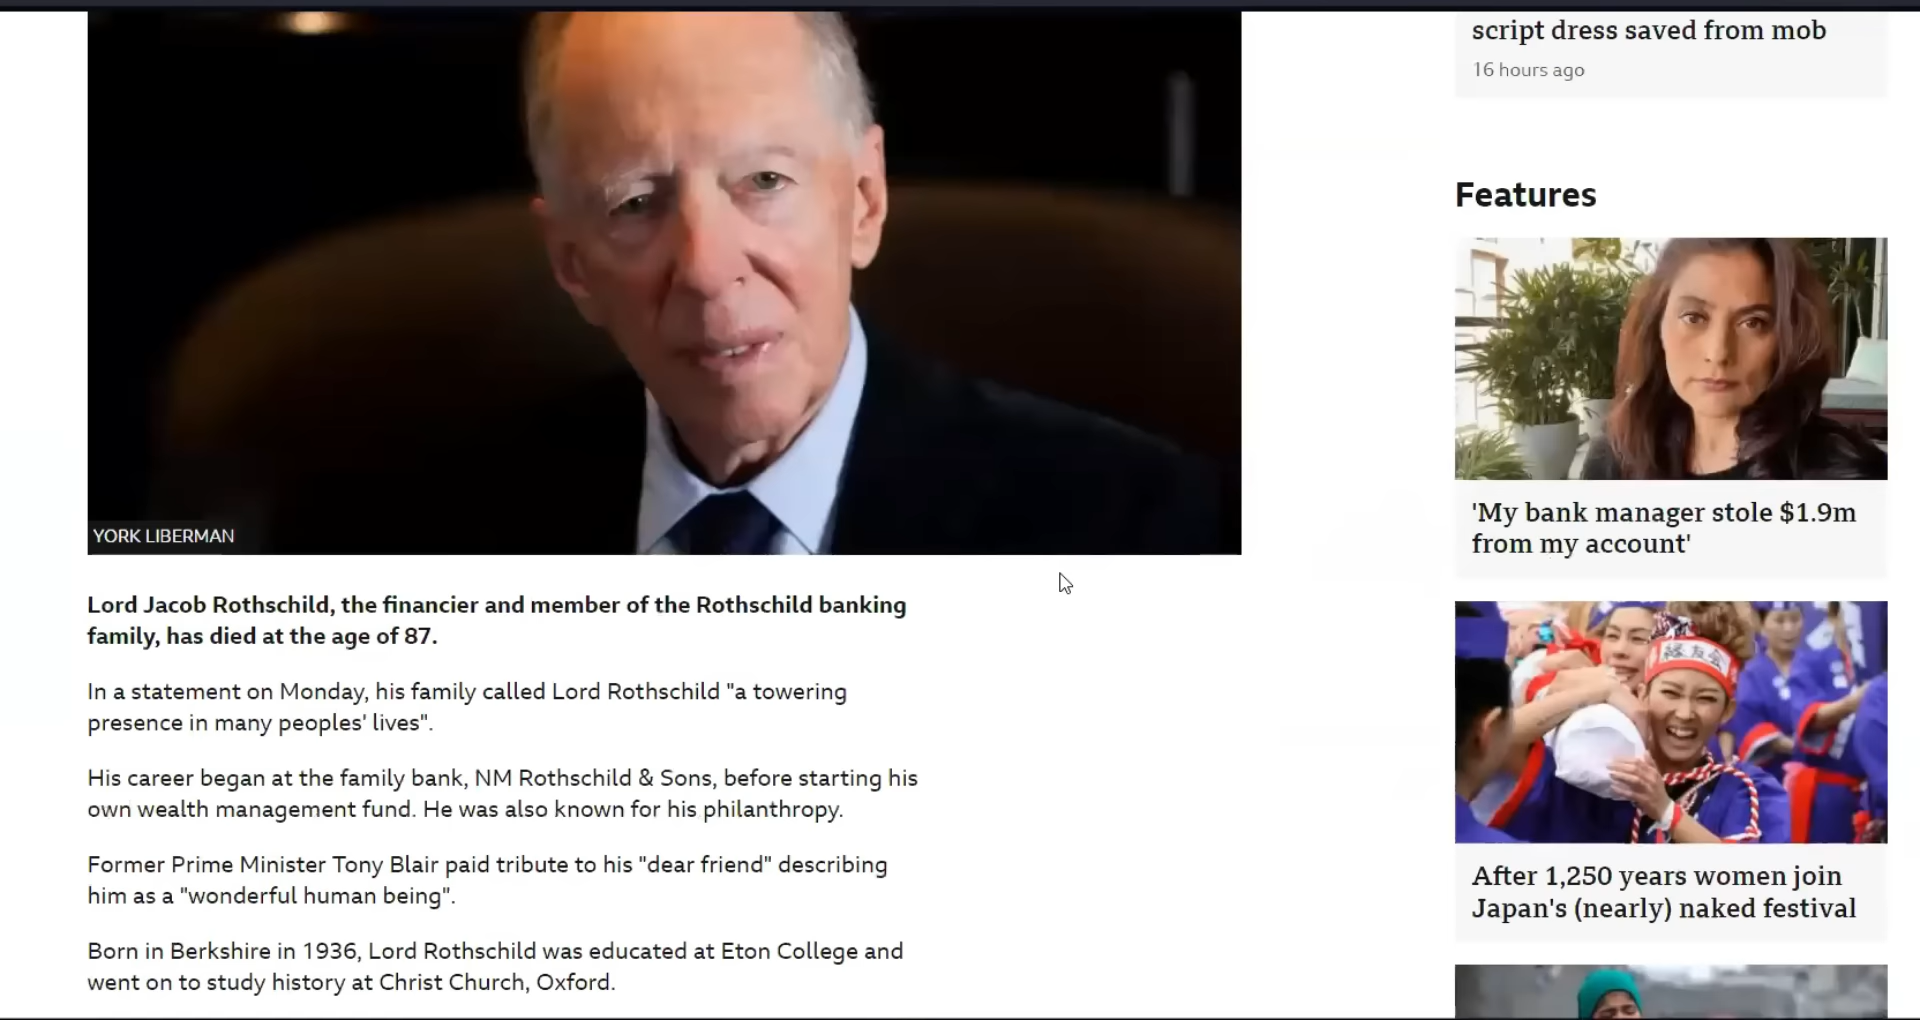 script dress saved from mob
16 hours ago
Features
'My bank manager stole $1.9m
from my account'
After 1,250 years women join
Japan's (nearly) naked festival
YORK LIBERMAN
Lord Jacob Rothschild, the financier and member of the Rothschild banking
family, has died at the age of 87.
In a statement on Monday, his family called Lord Rothschild "a towering
presence in many peoples' lives".
His career began at the family bank, NM Rothschild & Sons, before starting his
own wealth management fund. He was also known for his philanthropy.
Former Prime Minister Tony Blair paid tribute to his "dear friend" describing
him as a "wonderful human being".
Born in Berkshire in 1936, Lord Rothschild was educated at Eton College and
went on to study history at Christ Church, Oxford.